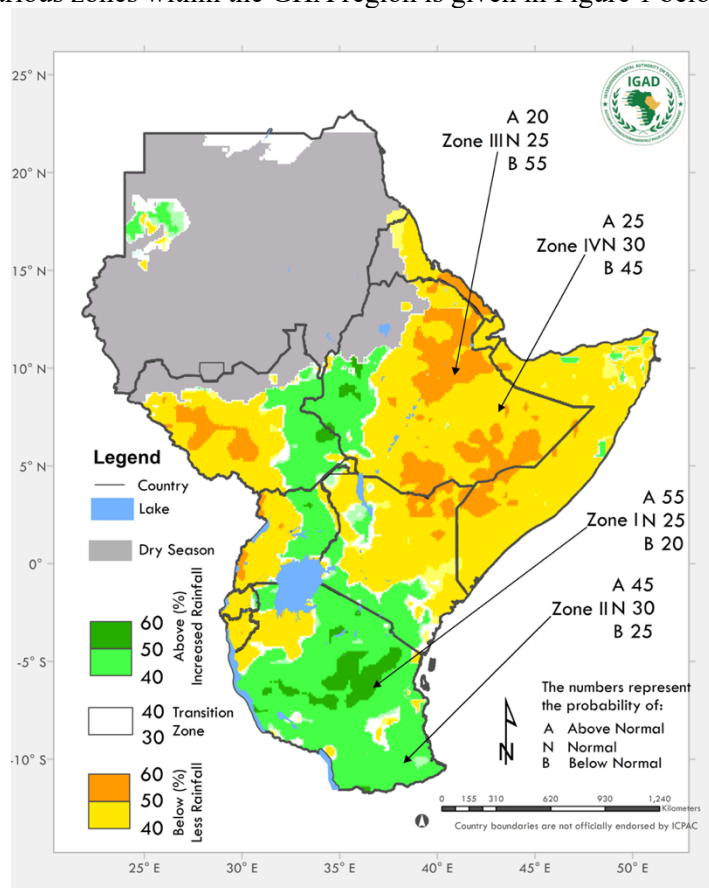 arious zones within the GHA region is given in Figure 1 belo
25° N
20° N
15° N
10° N
5° N
0°
-5° S
-10° S
IGAD
A 20
Zone III N 25
B 55
A 25
Zone IV N 30
B 45
A 55
Zone I N 25
B 20
A 45
Zone II N 30
B 25
Legend
Country
Lake
Dry Season
60
50
40
Above (%)
Increased Rainfall
40
30
Transition
Zone
60
50
40
Below (%)
Less Rainfall
The numbers represent
the probability of:
A Above Normal
N Normal
B Below Normal
N
0 155 310 620 930 1,240
Kilometers
Country boundaries are not officially endorsed by ICPAC
25° E
30° E
35° E
40° E
45° E
50° E